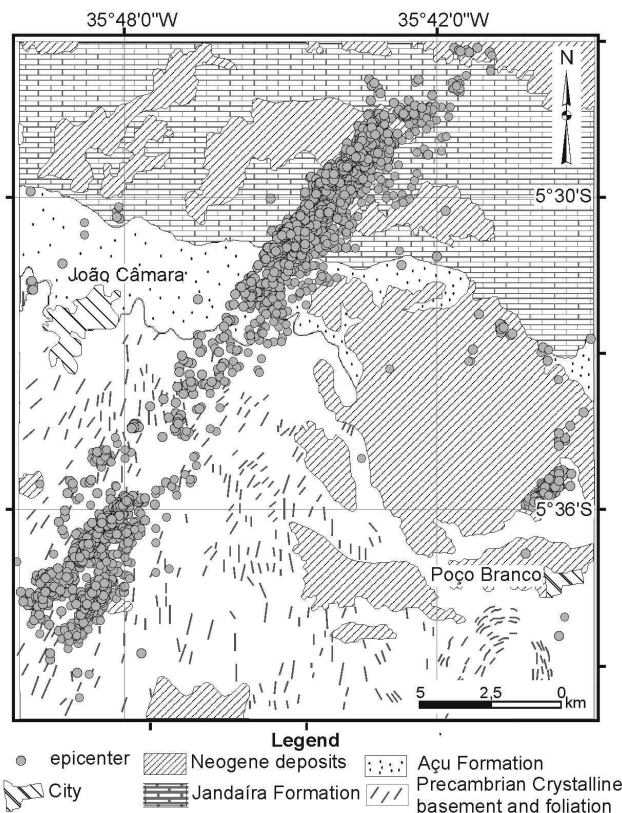 35°48'0"W 35°42'0"W
N
5°30'S
João Câmara
5°36'S
Poço Branco
5 2.5 0
km
Legend
epicenter Neogene deposits Açu Formation
City Jandaíra Formation Precambrian Crystalline
basement and foliation